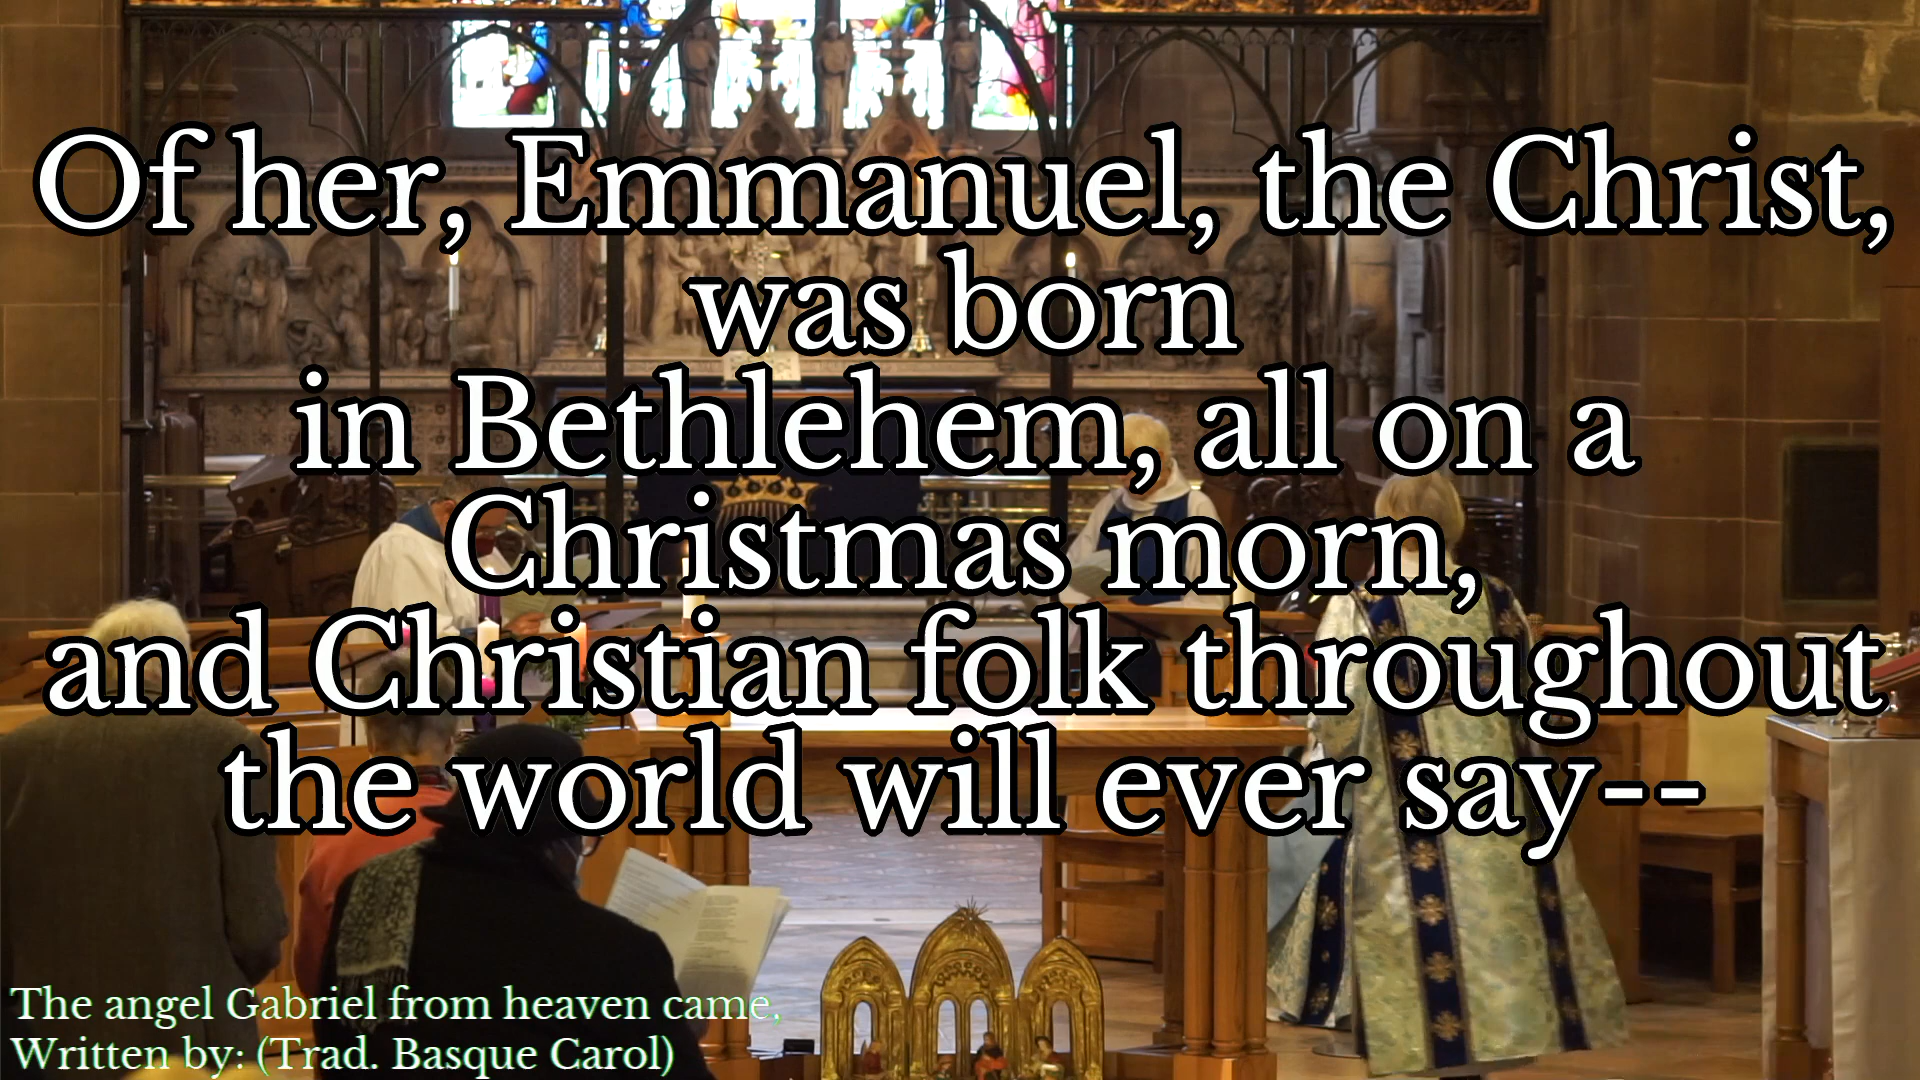 Of her, Emmanuel, the Christ,
was born
in Bethlehem, all on a
Christmas morn,
and Christian folk throughout
the world will ever say--
The angel Gabriel from heaven came,
Written by: (Trad. Basque Carol)